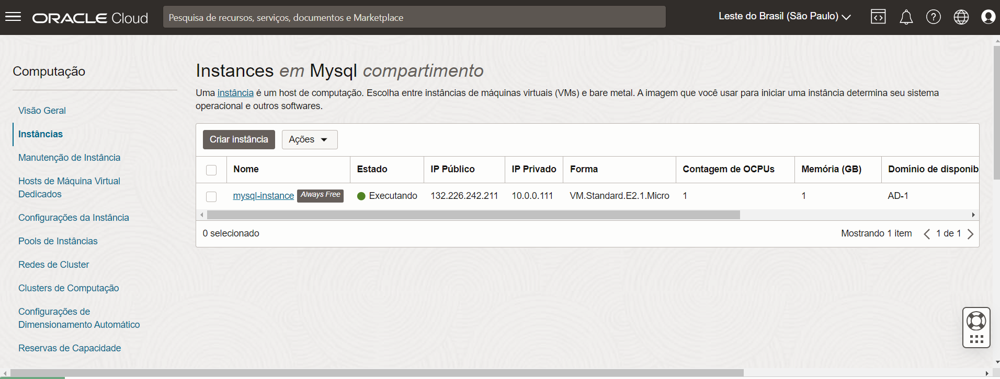 ORACLE Cloud
Pesquisa de recursos, serviços, documentos e Marketplace
Leste do Brasil (São Paulo)
Computação
Visão Geral
Instâncias
Manutenção de Instância
Hosts de Máquina Virtual
Dedicados
Configurações da Instância
Pools de Instâncias
Redes de Cluster
Clusters de Computação
Configurações de
Dimensionamento Automático
Reservas de Capacidade
Instances em Mysql compartimento
Uma instância é um host de computação. Escolha entre instâncias de máquinas virtuais (VMs) e bare metal. A imagem que você usar para iniciar uma instância determina seu sistema
operacional e outros softwares.
Criar instância Ações
Nome Estado IP Público IP Privado Forma Contagem de OCPUs Memória (GB) Domínio de disponib
mysql-instance Always Free Executando 132.226.242.211 10.0.0.111 VM.Standard.E2.1.Micro 1 1 AD-1
0 selecionado Mostrando 1 item 1 de 1